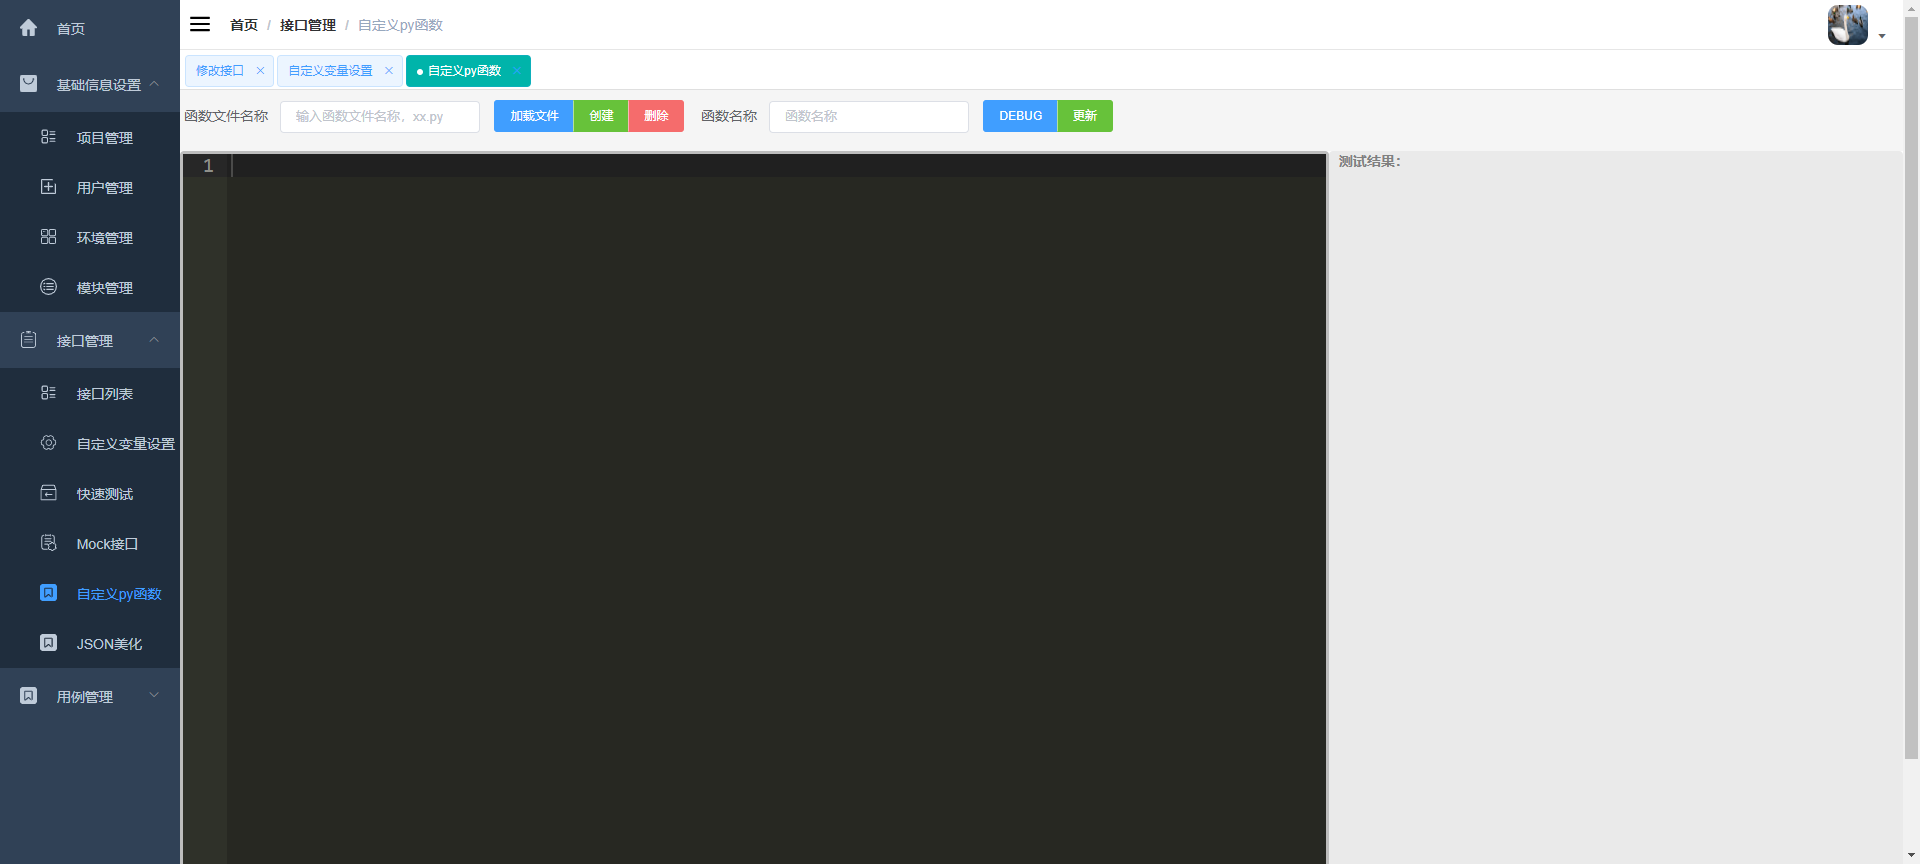 首页
基础信息设置
项目管理
用户管理
环境管理
模块管理
接口管理
接口列表
自定义变量设置
快速测试
Mock接口
自定义py函数
JSON美化
用例管理
首页 / 接口管理 / 自定义py函数
修改接口 自定义变量设置 自定义py函数
函数文件名称 输入函数文件名称，xx.py 加载文件 创建 删除 函数名称 函数名称 DEBUG 更新
1
测试结果：